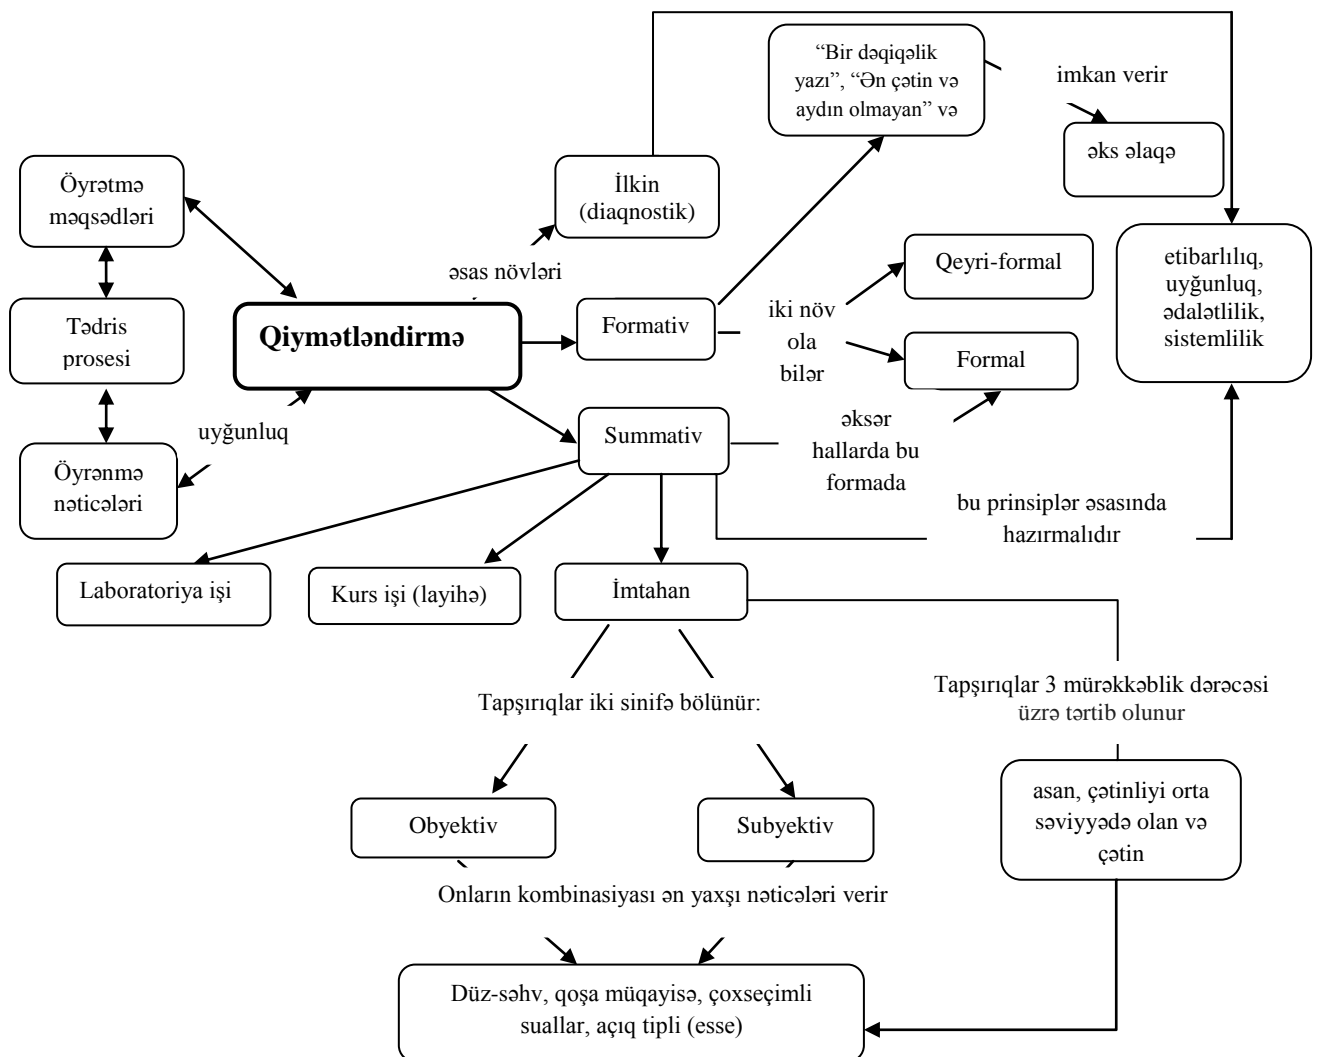 “Bir dəqiqəlik
yazı”, “Ən çətin və
aydın olmayan” və
imkan verir
əks əlaqə
Öyrətmə
məqsədləri
İlkin
(diaqnostik)
əsas növləri
Qeyri-formal
etibarlılıq,
uyğunluq,
ədalətlilik,
sistemlilik
Tədris
prosesi
Qiymətləndirmə
Formativ
iki növ
ola
bilər
Formal
uyğunluq
Summativ
əksər
hallarda bu
formada
Öyrənmə
nəticələri
bu prinsiplər əsasında
hazırmalıdır
Laboratoriya işi
Kurs işi (layihə)
İmtahan
Tapşırıqlar iki sinifə bölünür:
Tapşırıqlar 3 mürəkkəblik dərəcəsi
üzrə tərtib olunur
asan, çətinliyi orta
səviyyədə olan və
çətin
Obyektiv
Subyektiv
Onların kombinasiyası ən yaxşı nəticələri verir
Düz-səhv, qoşa müqayisə, çoxseçimli
suallar, açıq tipli (esse)